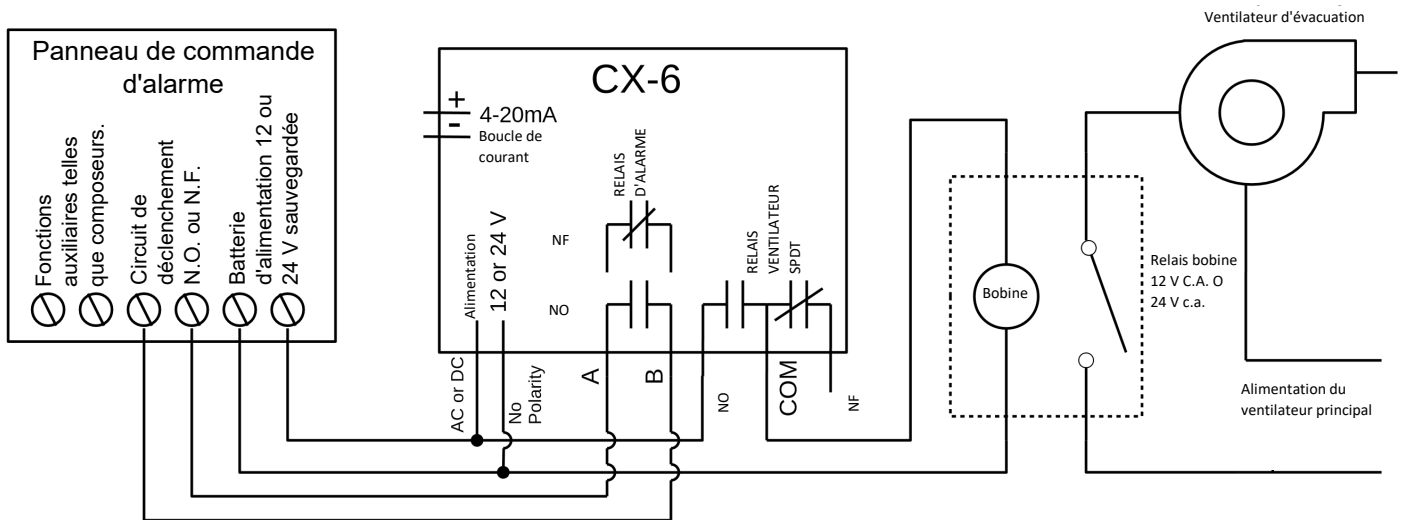 Ventilateur d'évacuation
Panneau de commande
d'alarme
Fonctions
auxiliaires telles
que composeurs.
Circuit de
déclenchement
N.O. ou N.F.
Batterie
d'alimentation 12 ou
24 V sauvegardée
CX-6
+
-
4-20mA
Boucle de
courant
Alimentation
12 or 24 V
NF
NO
RELAIS
D'ALARME
RELAIS
VENTILATEUR
SPDT
AC or DC
No
Polarity
A
B
NO
COM
NF
Bobine
Relais bobine
12 V C.A. O
24 V c.a.
Alimentation du
ventilateur principal